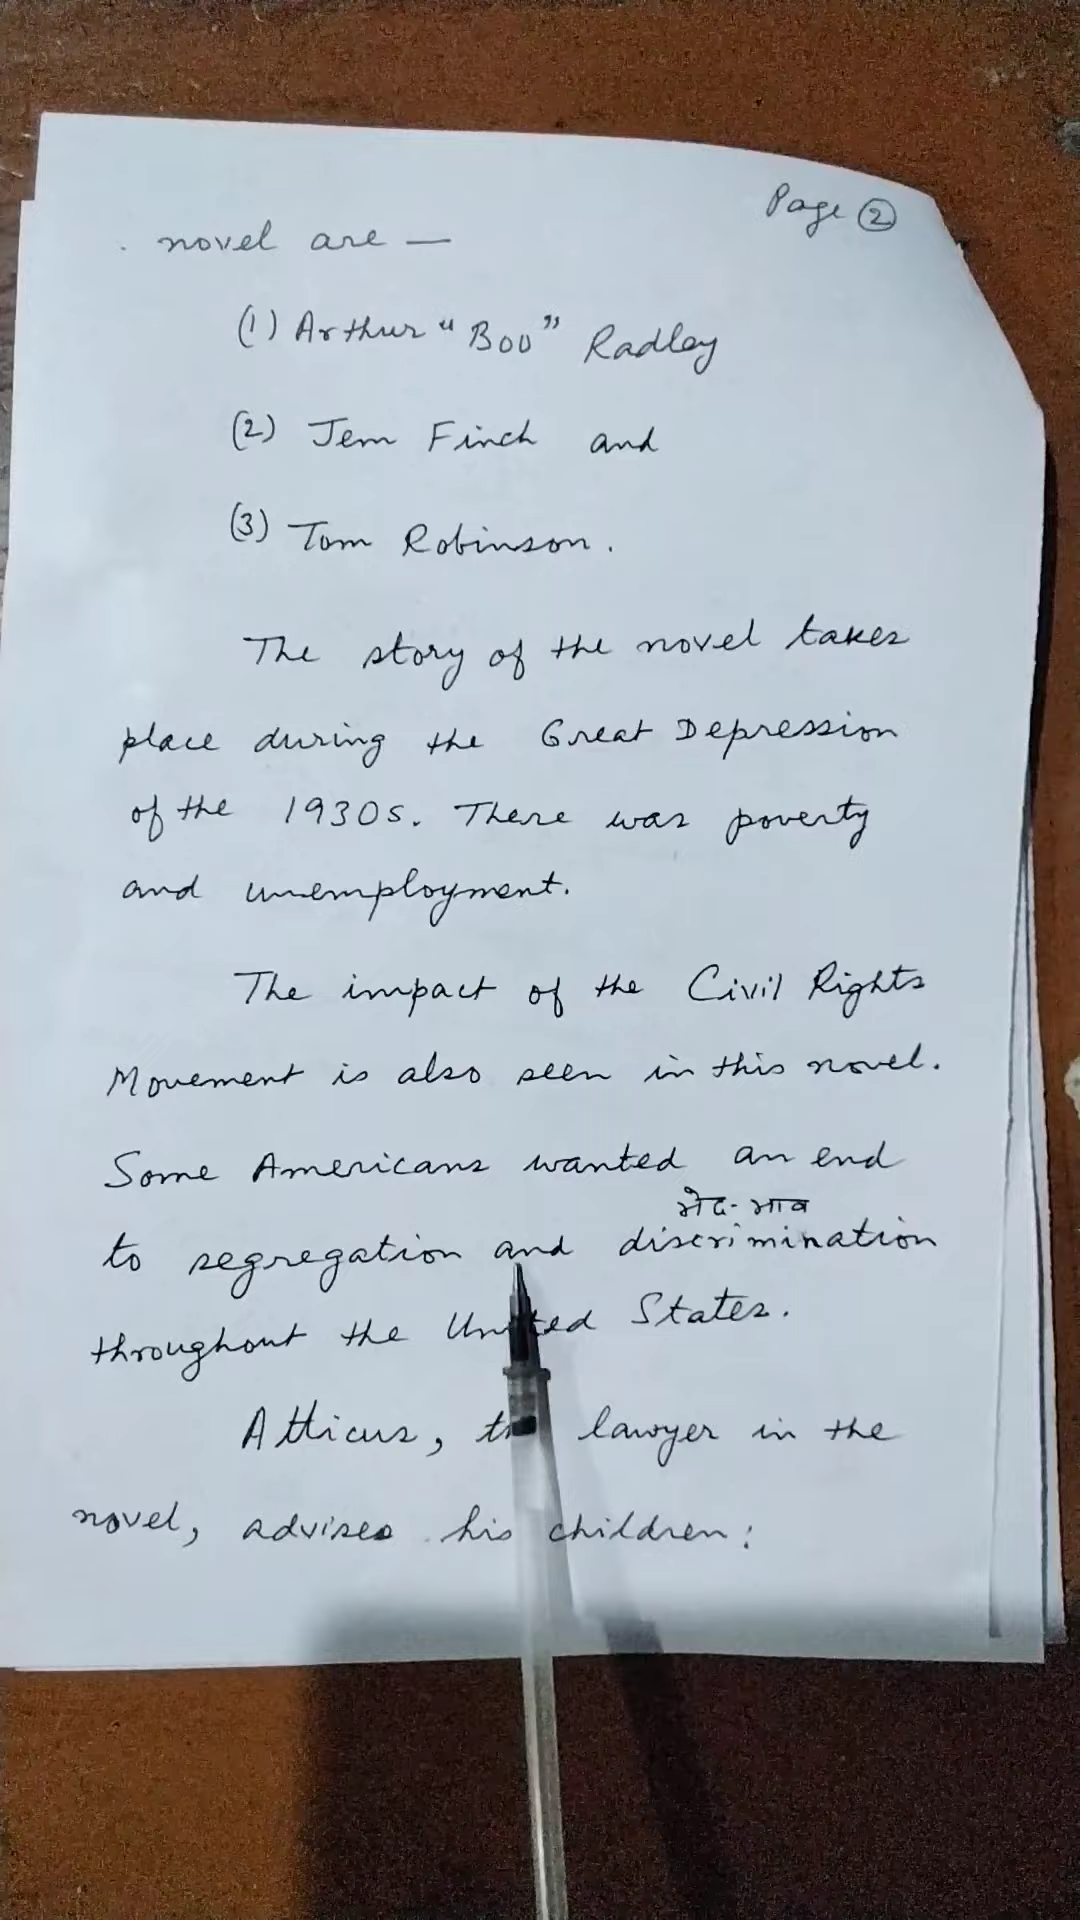 Page 2
novel are —
(1) Arthur "Boo" Radley
(2) Jem Finch and
(3) Tom Robinson.
The story of the novel takes
place during the Great Depression
of the 1930s. There was poverty
and unemployment.
The impact of the Civil Rights
Movement is also seen in this novel.
Some Americans wanted an end
भेद-भाव
to segregation and discrimination
throughout the United States.
Atticus, the lawyer in the
novel, advises his children: